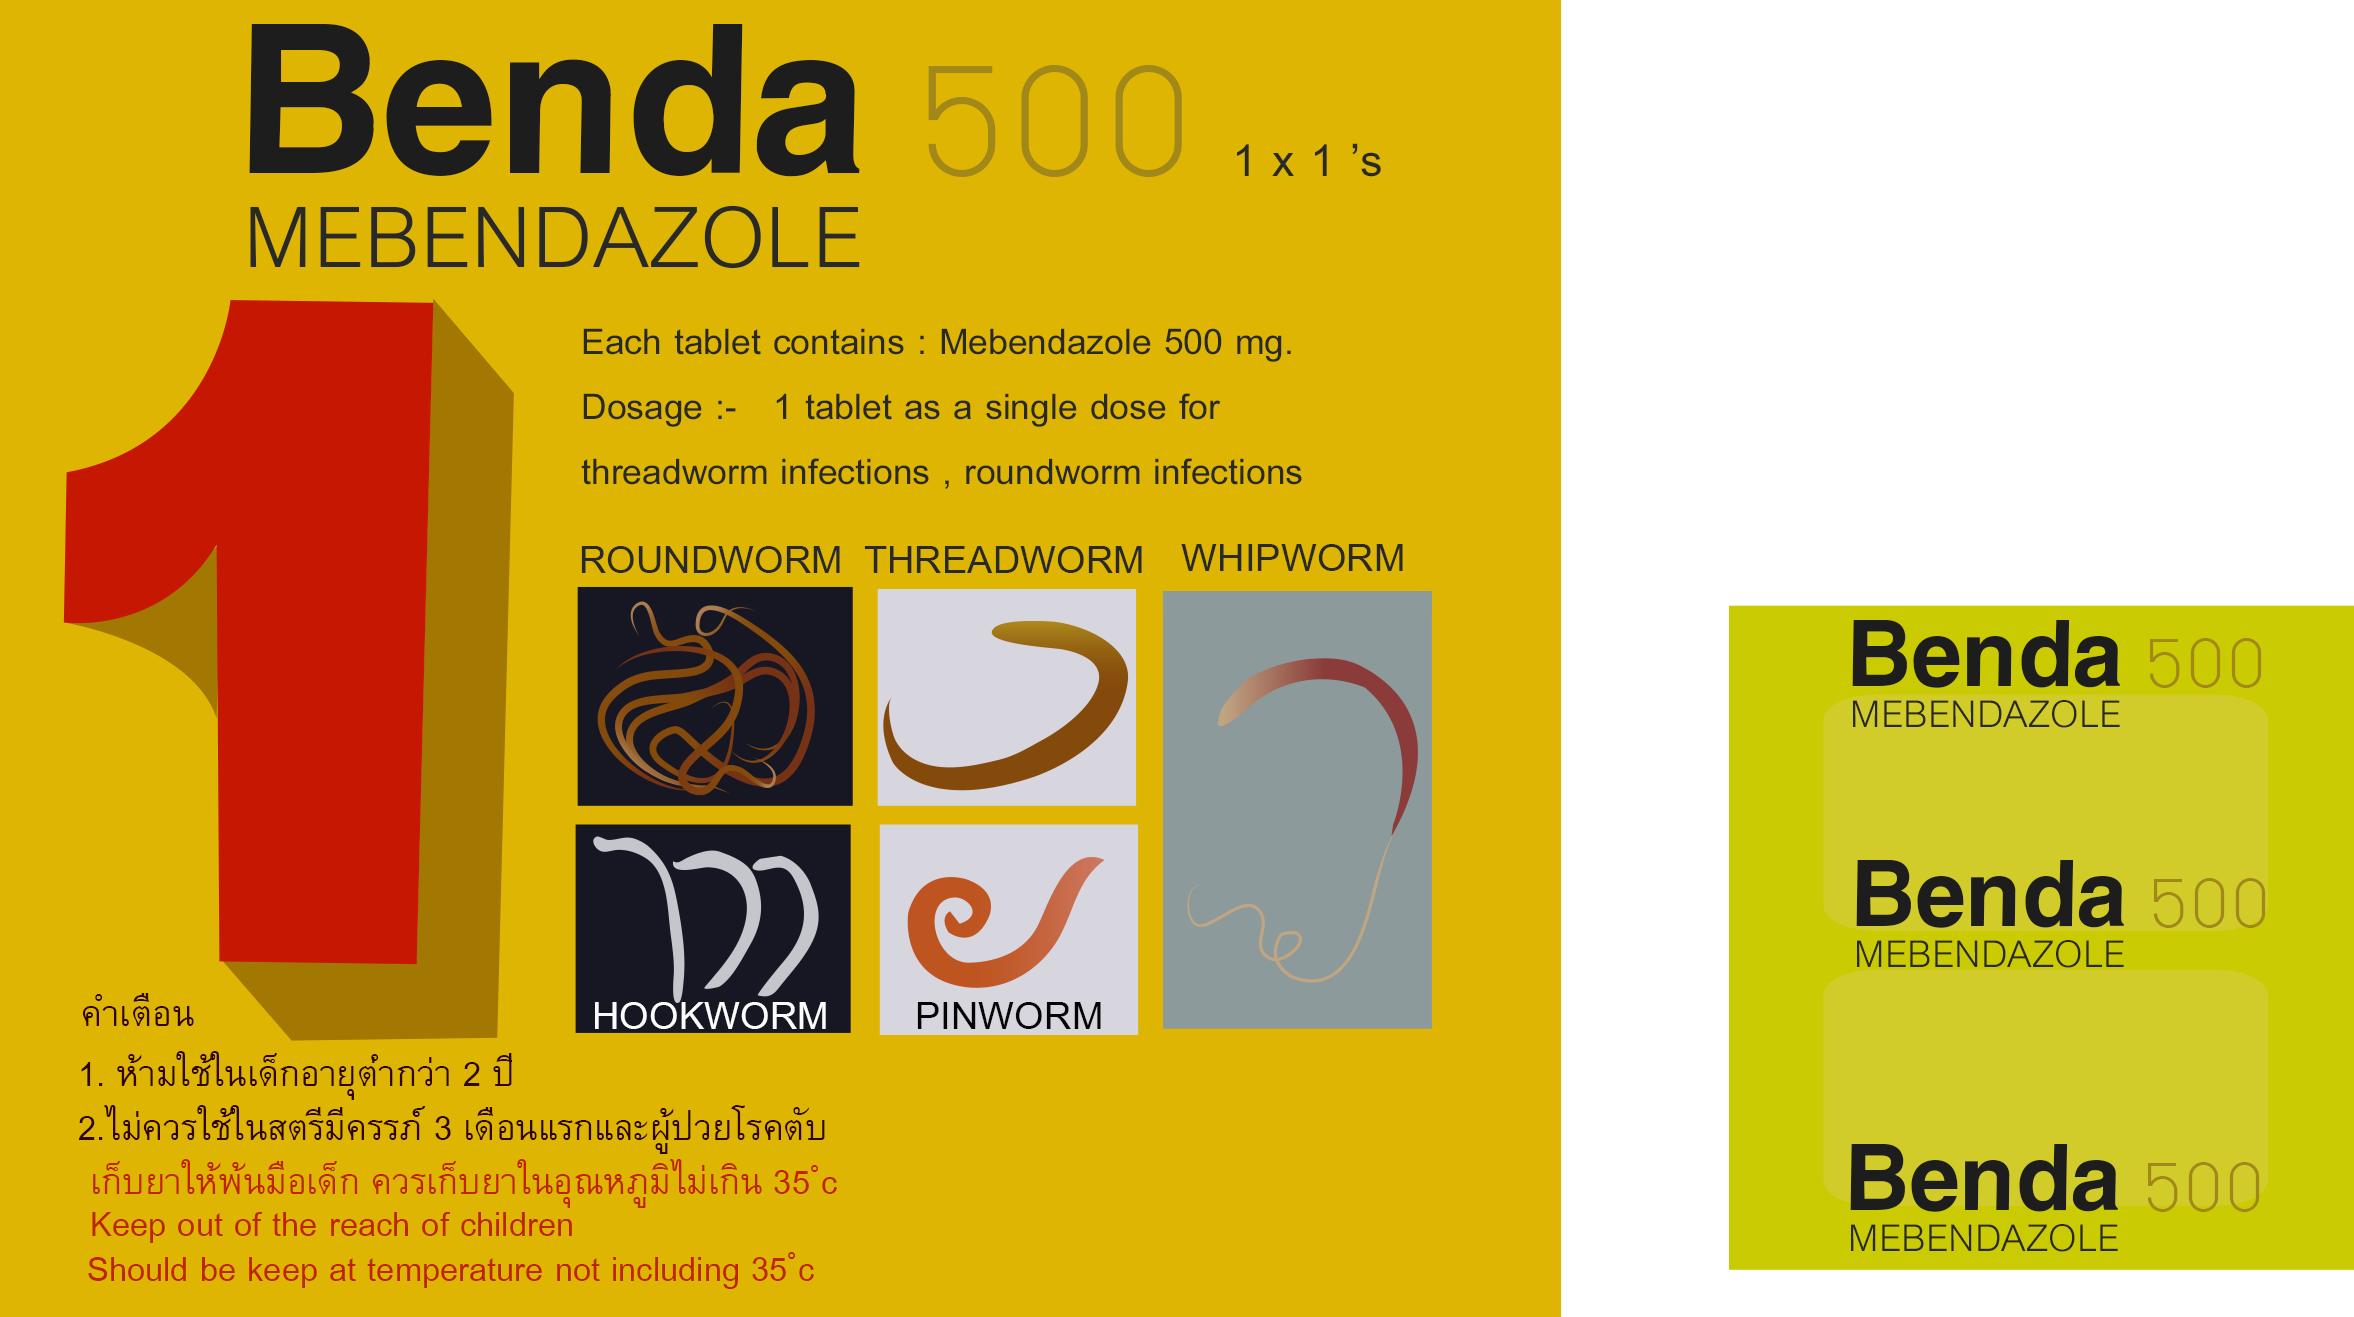 Benda 500 1 x 1 's
MEBENDAZOLE
Each tablet contains : Mebendazole 500 mg.
Dosage :- 1 tablet as a single dose for
threadworm infections , roundworm infections
ROUNDWORM THREADWORM WHIPWORM
HOOKWORM PINWORM
คำเตือน
1. ห้ามใช้ในเด็กอายุต่ำกว่า 2 ปี
2.ไม่ควรใช้ในสตรีมีครรภ์ 3 เดือนแรกและผู้ป่วยโรคตับ
เก็บยาให้พ้นมือเด็ก ควรเก็บยาในอุณหภูมิไม่เกิน 35°c
Keep out of the reach of children
Should be keep at temperature not including 35°c
1
Benda 500
MEBENDAZOLE
Benda 500
MEBENDAZOLE
Benda 500
MEBENDAZOLE